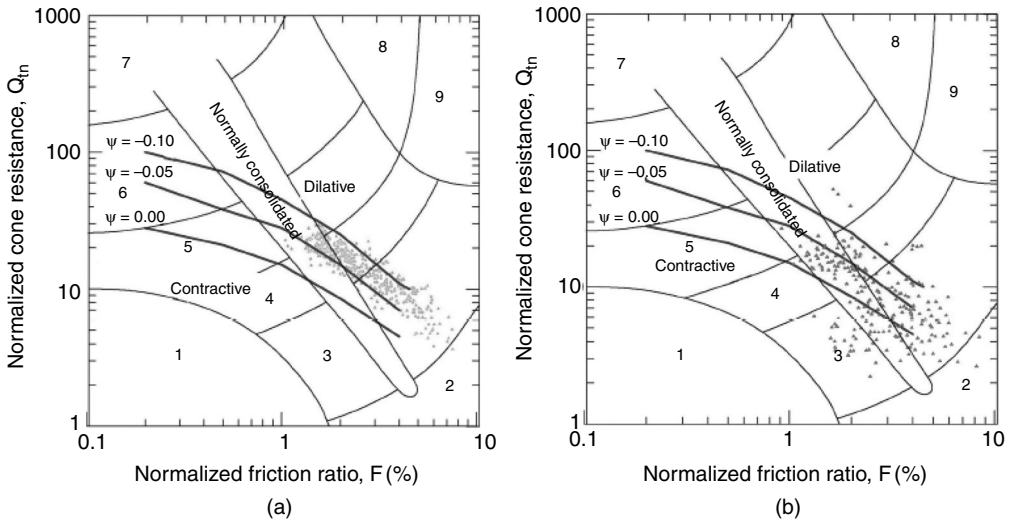 Normalized cone resistance, Qtn
1000
100
10
1
0.1
1
10
7
8
9
Normally consolidated
ψ = −0.10
ψ = −0.05
6
Dilative
ψ = 0.00
5
Contractive
4
1
3
2
Normalized friction ratio, F (%)
(a)
Normalized cone resistance, Qtn
1000
100
10
1
0.1
1
10
7
8
9
Normally consolidated
ψ = −0.10
Dilative
ψ = −0.05
6
ψ = 0.00
5
Contractive
4
1
3
2
Normalized friction ratio, F (%)
(b)